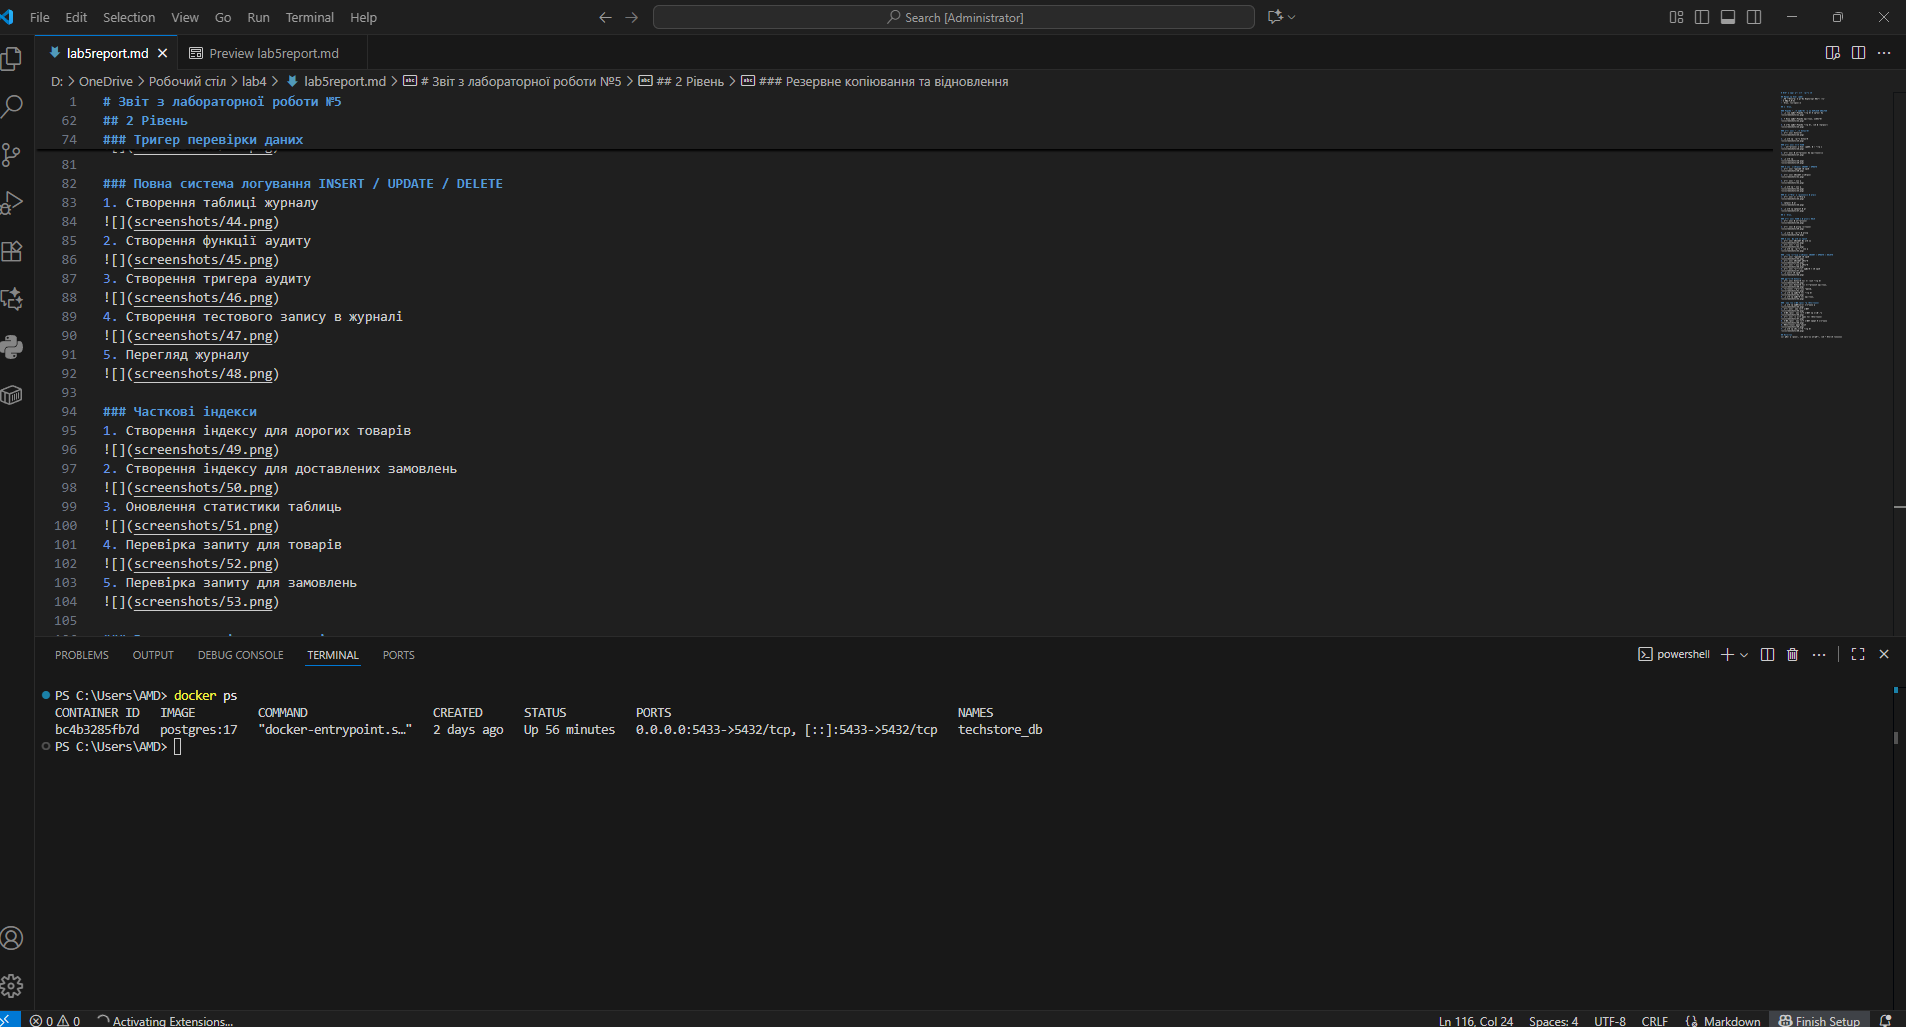 File Edit Selection View Go Run Terminal Help
Search [Administrator]
lab5report.md
Preview lab5report.md
D: > OneDrive > Робочий стіл > lab4 > lab5report.md > # Звіт з лабораторної роботи №5 > ## 2 Рівень > ### Резервне копіювання та відновлення
1 # Звіт з лабораторної роботи №5
62 ## 2 Рівень
74 ### Тригер перевірки даних
81
82 ### Повна система логування INSERT / UPDATE / DELETE
83 1. Створення таблиці журналу
84 ![](screenshots/44.png)
85 2. Створення функції аудиту
86 ![](screenshots/45.png)
87 3. Створення тригера аудиту
88 ![](screenshots/46.png)
89 4. Створення тестового запису в журналі
90 ![](screenshots/47.png)
91 5. Перегляд журналу
92 ![](screenshots/48.png)
93
94 ### Часткові індекси
95 1. Створення індексу для дорогих товарів
96 ![](screenshots/49.png)
97 2. Створення індексу для доставлених замовлень
98 ![](screenshots/50.png)
99 3. Оновлення статистики таблиць
100 ![](screenshots/51.png)
101 4. Перевірка запиту для товарів
102 ![](screenshots/52.png)
103 5. Перевірка запиту для замовлень
104 ![](screenshots/53.png)
105
PROBLEMS OUTPUT DEBUG CONSOLE TERMINAL PORTS
powershell
PS C:\Users\AMD> docker ps
CONTAINER ID IMAGE COMMAND CREATED STATUS PORTS NAMES
bc4b3285fb7d postgres:17 "docker-entrypoint.s…" 2 days ago Up 56 minutes 0.0.0.0:5433->5432/tcp, [::]:5433->5432/tcp techstore_db
PS C:\Users\AMD>
0 0 Activating Extensions... Ln 116, Col 24 Spaces: 4 UTF-8 CRLF {} Markdown Finish Setup